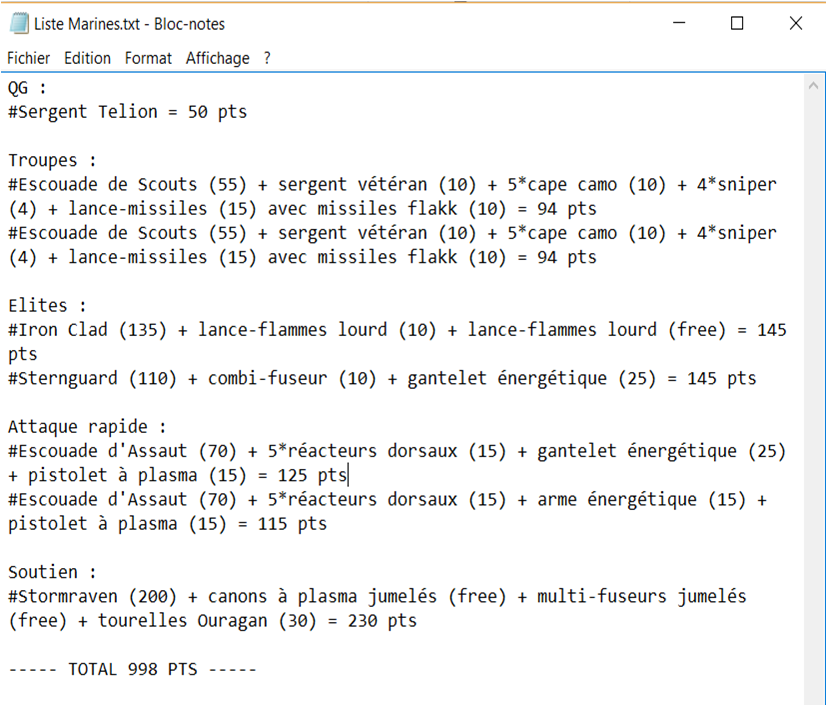 Liste Marines.txt - Bloc-notes
Fichier Edition Format Affichage ?
QG :
#Sergent Telion = 50 pts
Troupes :
#Escouade de Scouts (55) + sergent vétéran (10) + 5*cape camo (10) + 4*sniper
(4) + lance-missiles (15) avec missiles flakk (10) = 94 pts
#Escouade de Scouts (55) + sergent vétéran (10) + 5*cape camo (10) + 4*sniper
(4) + lance-missiles (15) avec missiles flakk (10) = 94 pts
Elites :
#Iron Clad (135) + lance-flammes lourd (10) + lance-flammes lourd (free) = 145
pts
#Sternguard (110) + combi-fuseur (10) + gantelet énergétique (25) = 145 pts
Attaque rapide :
#Escouade d'Assaut (70) + 5*réacteurs dorsaux (15) + gantelet énergétique (25)
+ pistolet à plasma (15) = 125 pts
#Escouade d'Assaut (70) + 5*réacteurs dorsaux (15) + arme énergétique (15) +
pistolet à plasma (15) = 115 pts
Soutien :
#Stormraven (200) + canons à plasma jumelés (free) + multi-fuseurs jumelés
(free) + tourelles Ouragan (30) = 230 pts
----- TOTAL 998 PTS -----